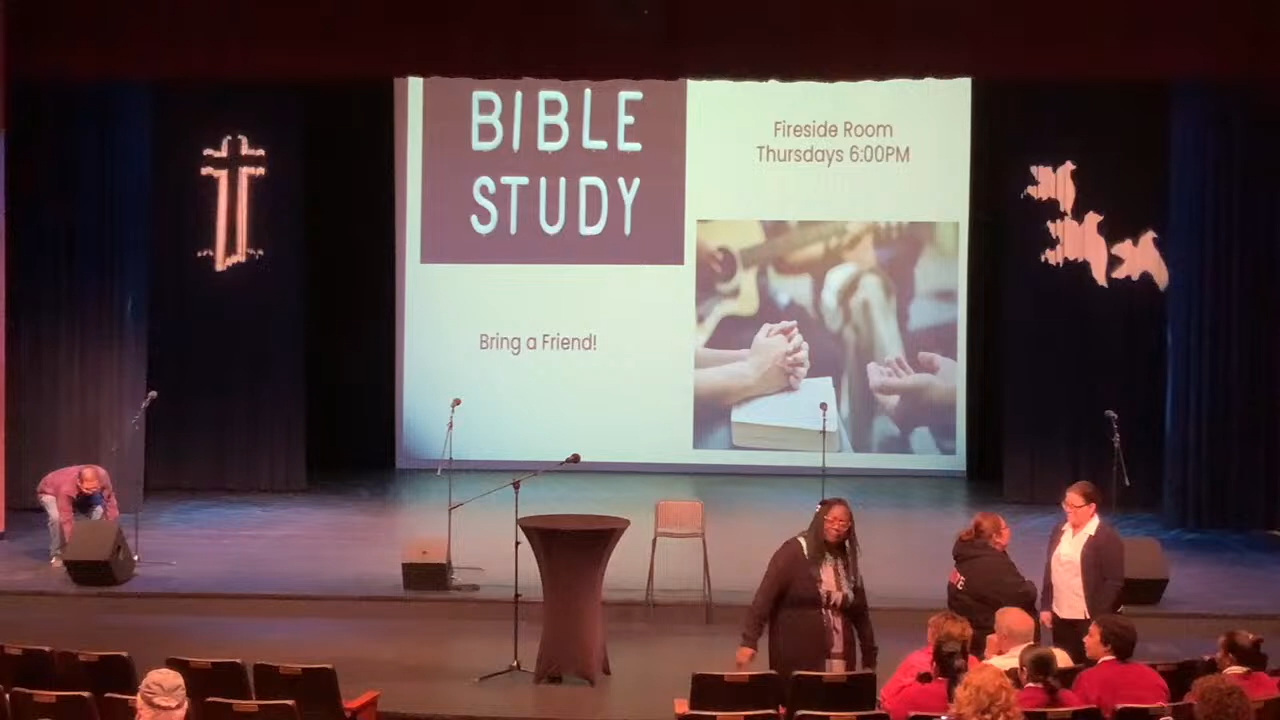 BIBLE
STUDY
Fireside Room
Thursdays 6:00PM
Bring a Friend!